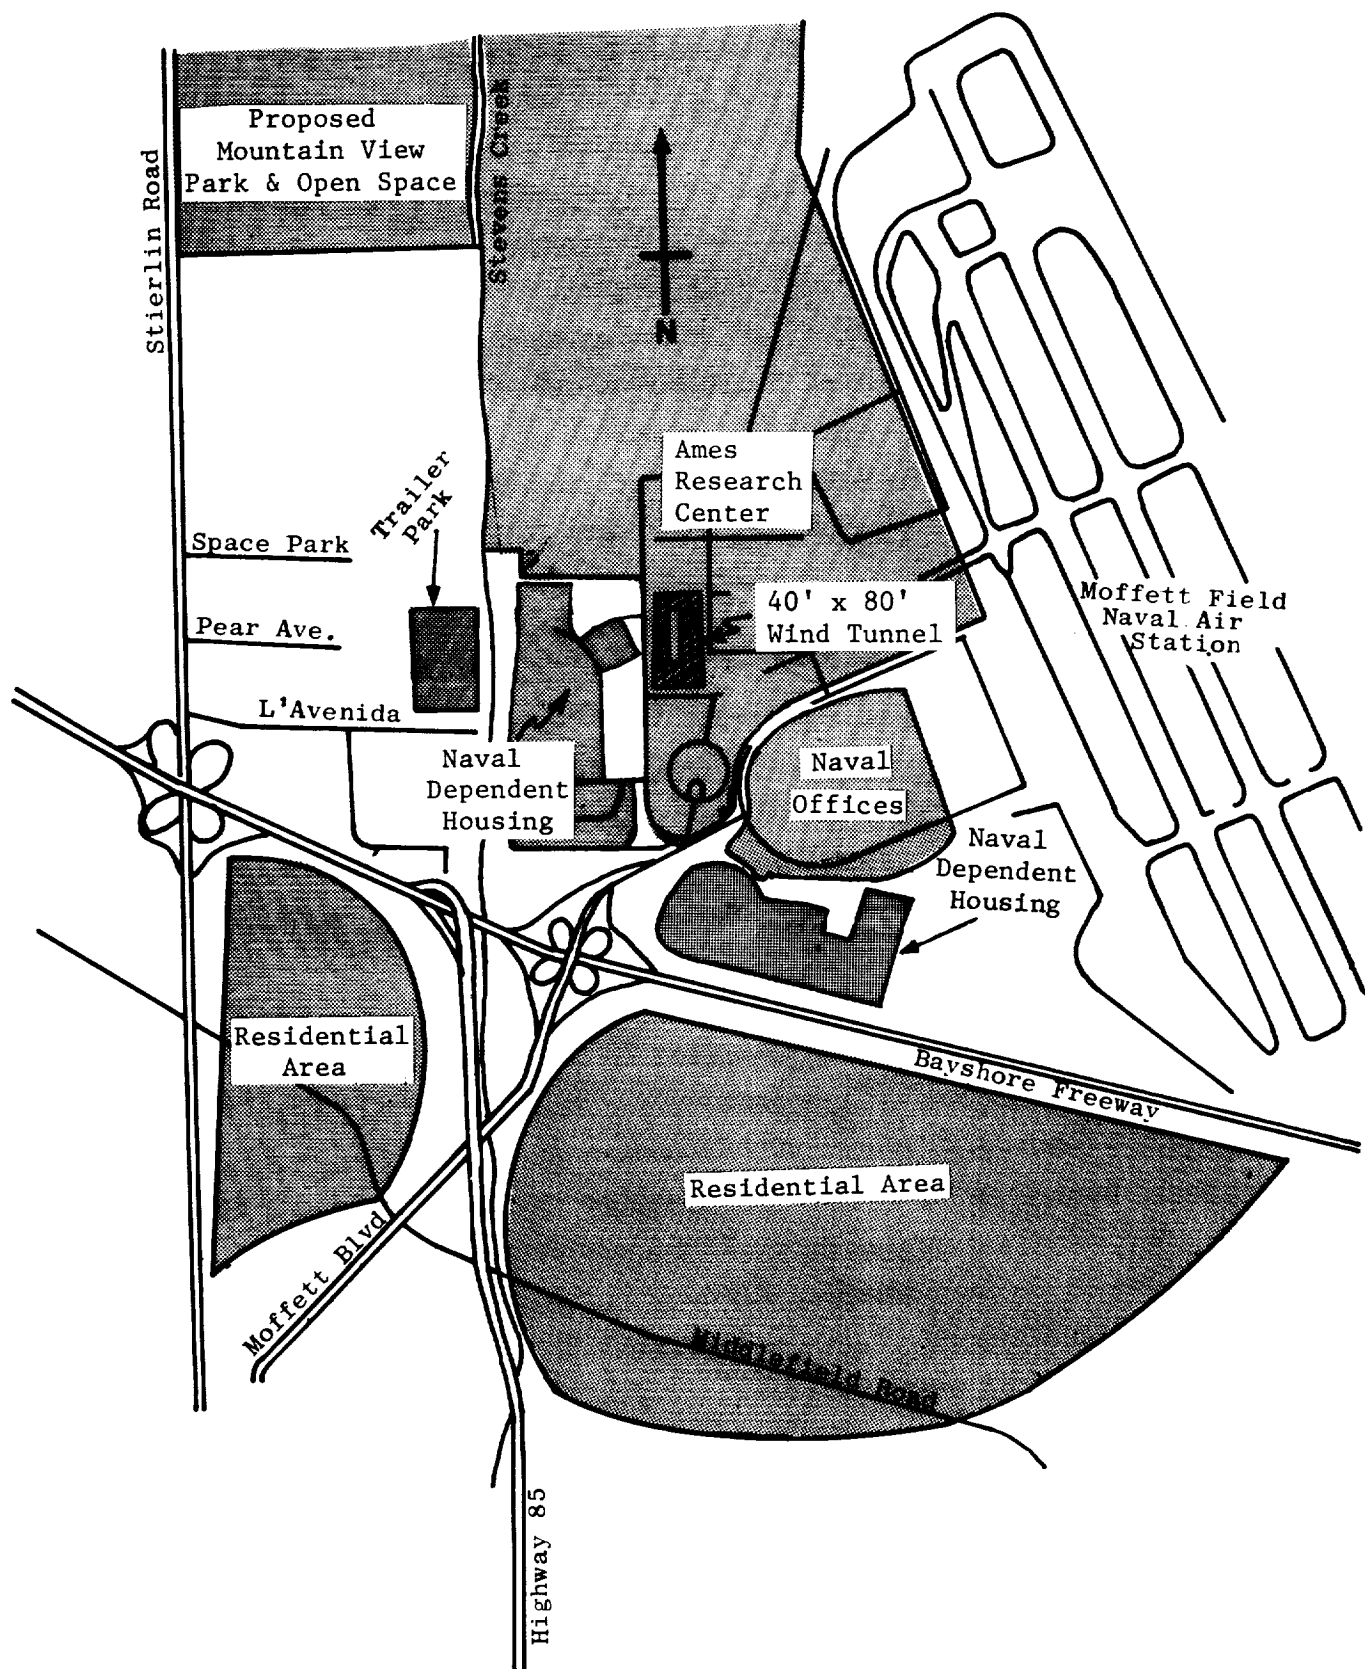 Proposed
Mountain View
Park & Open Space
Stevens Creek
Stierlin Road
N
Ames
Research
Center
Trailer
Park
Space Park
40' x 80'
Wind Tunnel
Moffett Field
Naval Air
Station
Pear Ave.
L'Avenida
Naval
Dependent
Housing
Naval
Offices
Naval
Dependent
Housing
Residential
Area
Bayshore Freeway
Residential Area
Moffett Blvd
Middlefield Road
Highway 85